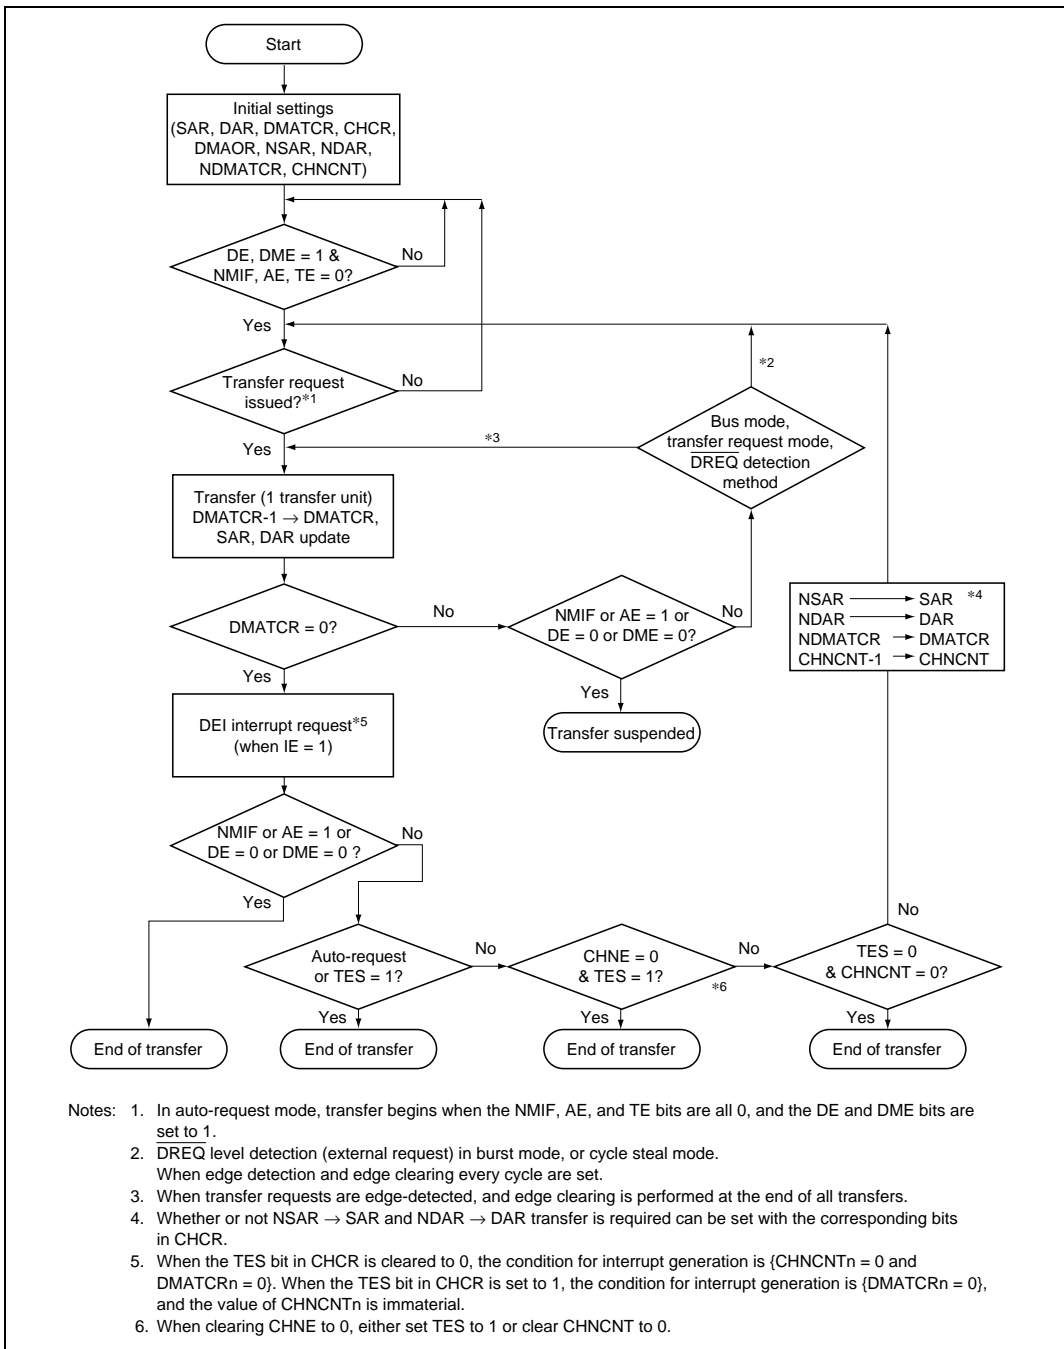 Start
Initial settings
(SAR, DAR, DMATCR, CHCR,
DMAOR, NSAR, NDAR,
NDMATCR, CHNCNT)
DE, DME = 1 &
NMIF, AE, TE = 0?
No
Yes
Transfer request
issued?*1
No
Yes
*2
Bus mode,
transfer request mode,
DREQ detection
method
*3
Transfer (1 transfer unit)
DMATCR-1 → DMATCR,
SAR, DAR update
DMATCR = 0?
No
Yes
NMIF or AE = 1 or
DE = 0 or DME = 0?
No
Yes
Transfer suspended
NSAR → SAR *4
NDAR → DAR
NDMATCR → DMATCR
CHNCNT-1 → CHNCNT
DEI interrupt request*5
(when IE = 1)
NMIF or AE = 1 or
DE = 0 or DME = 0 ?
No
Yes
Auto-request
or TES = 1?
No
Yes
CHNE = 0
& TES = 1?
*6
No
Yes
TES = 0
& CHNCNT = 0?
No
Yes
End of transfer
End of transfer
End of transfer
End of transfer
Notes: 1. In auto-request mode, transfer begins when the NMIF, AE, and TE bits are all 0, and the DE and DME bits are
set to 1.
2. DREQ level detection (external request) in burst mode, or cycle steal mode.
When edge detection and edge clearing every cycle are set.
3. When transfer requests are edge-detected, and edge clearing is performed at the end of all transfers.
4. Whether or not NSAR → SAR and NDAR → DAR transfer is required can be set with the corresponding bits
in CHCR.
5. When the TES bit in CHCR is cleared to 0, the condition for interrupt generation is {CHNCNTn = 0 and
DMATCRn = 0}. When the TES bit in CHCR is set to 1, the condition for interrupt generation is {DMATCRn = 0},
and the value of CHNCNTn is immaterial.
6. When clearing CHNE to 0, either set TES to 1 or clear CHNCNT to 0.